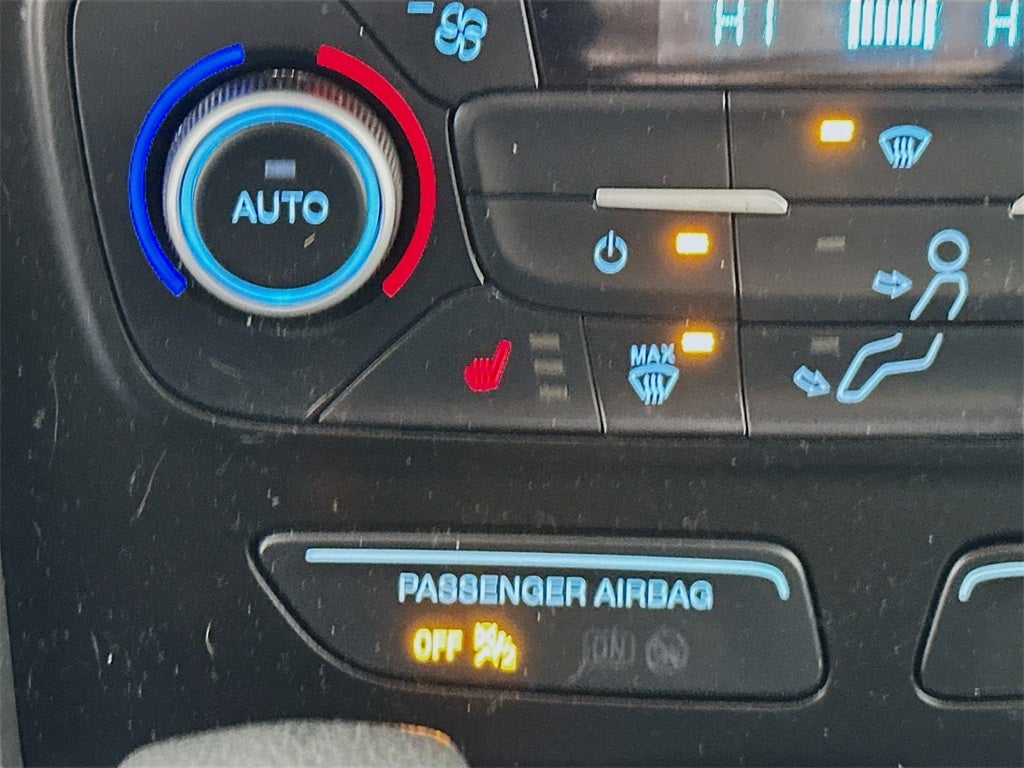 HI
H
AUTO
MAX
PASSENGER AIRBAG
OFF ON